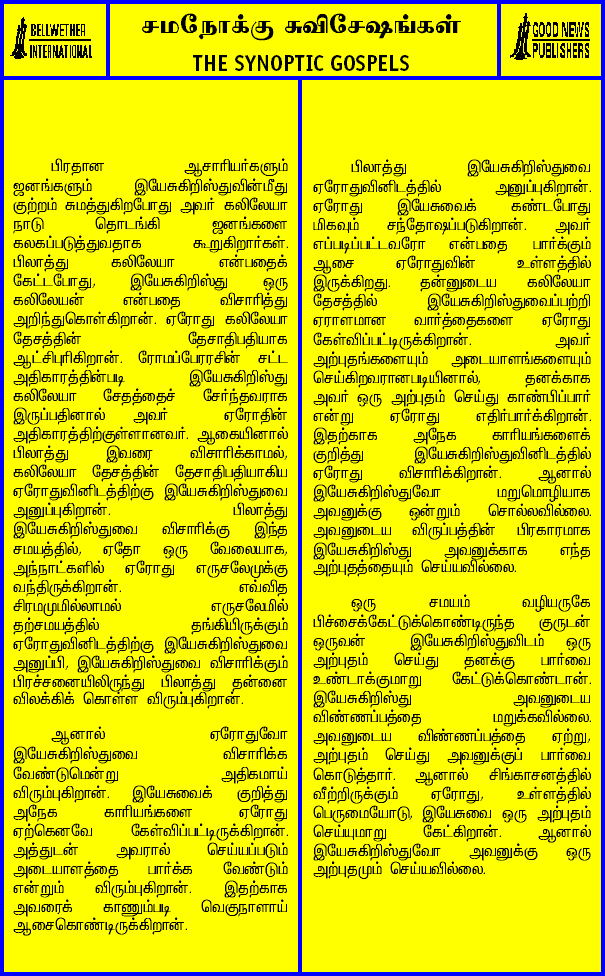 BELLWETHER
INTERNATIONAL
சமநோக்கு சுவிசேஷங்கள்
THE SYNOPTIC GOSPELS
GOOD NEWS
PUBLISHERS
பிரதான ஆசாரியர்களும்
ஜனங்களும் இயேசுகிறிஸ்துவின்மீது
குற்றம் சுமத்துகிறபோது அவர் கலிலேயா
நாடு தொடங்கி ஜனங்களை
கலகப்படுத்துவதாக கூறுகிறார்கள்.
பிலாத்து கலிலேயா என்பதைக்
கேட்டபோது, இயேசுகிறிஸ்து ஒரு
கலிலேயன் என்பதை விசாரித்து
அறிந்துகொள்கிறான். ஏரோது கலிலேயா
தேசத்தின் தேசாதிபதியாக
ஆட்சிபுரிகிறான். ரோமப்பேரரசின் சட்ட
அதிகாரத்தின்படி இயேசுகிறிஸ்து
கலிலேயா சேதத்தைச் சேர்ந்தவராக
இருப்பதினால் அவர் ஏரோதின்
அதிகாரத்திற்குள்ளானவர். ஆகையினால்
பிலாத்து இவரை விசாரிக்காமல்,
கலிலேயா தேசத்தின் தேசாதிபதியாகிய
ஏரோதுவினிடத்திற்கு இயேசுகிறிஸ்துவை
அனுப்புகிறான். பிலாத்து
இயேசுகிறிஸ்துவை விசாரிக்கு இந்த
சமயத்தில், ஏதோ ஒரு வேலையாக,
அந்நாட்களில் ஏரோது எருசலேமுக்கு
வந்திருக்கிறான். எவ்வித
சிரமமுமில்லாமல் எருசலேமில்
தற்சமயத்தில் தங்கியிருக்கும்
ஏரோதுவினிடத்திற்கு இயேசுகிறிஸ்துவை
அனுப்பி, இயேசுகிறிஸ்துவை விசாரிக்கும்
பிரச்சனையிலிருந்து பிலாத்து தன்னை
விலக்கிக் கொள்ள விரும்புகிறான்.
ஆனால் ஏரோதுவோ
இயேசுகிறிஸ்துவை விசாரிக்க
வேண்டுமென்று அதிகமாய்
விரும்புகிறான். இயேசுவைக் குறித்து
அநேக காரியங்களை ஏரோது
ஏற்கெனவே கேள்விப்பட்டிருக்கிறான்.
அத்துடன் அவரால் செய்யப்படும்
அடையாளத்தை பார்க்க வேண்டும்
என்றும் விரும்புகிறான். இதற்காக
அவரைக் காணும்படி வெகுநாளாய்
ஆசைகொண்டிருக்கிறான்.
பிலாத்து இயேசுகிறிஸ்துவை
ஏரோதுவினிடத்தில் அனுப்புகிறான்.
ஏரோது இயேசுவைக் கண்டபோது
மிகவும் சந்தோஷப்படுகிறான். அவர்
எப்படிப்பட்டவரோ என்பதை பார்க்கும்
ஆசை ஏரோதுவின் உள்ளத்தில்
இருக்கிறது. தன்னுடைய கலிலேயா
தேசத்தில் இயேசுகிறிஸ்துவைப்பற்றி
ஏராளமான வார்த்தைகளை ஏரோது
கேள்விப்பட்டிருக்கிறான். அவர்
அற்புதங்களையும் அடையாளங்களையும்
செய்கிறவரானபடியினால், தனக்காக
அவர் ஒரு அற்புதம் செய்து காண்பிப்பார்
என்று ஏரோது எதிர்பார்க்கிறான்.
இதற்காக அநேக காரியங்களைக்
குறித்து இயேசுகிறிஸ்துவினிடத்தில்
ஏரோது விசாரிக்கிறான். ஆனால்
இயேசுகிறிஸ்துவோ மறுமொழியாக
அவனுக்கு ஒன்றும் சொல்லவில்லை.
அவனுடைய விருப்பத்தின் பிரகாரமாக
இயேசுகிறிஸ்து அவனுக்காக எந்த
அற்புதத்தையும் செய்யவில்லை.
ஒரு சமயம் வழியருகே
பிச்சைக்கேட்டுக்கொண்டிருந்த குருடன்
ஒருவன் இயேசுகிறிஸ்துவிடம் ஒரு
அற்புதம் செய்து தனக்கு பார்வை
உண்டாக்குமாறு கேட்டுக்கொண்டான்.
இயேசுகிறிஸ்து அவனுடைய
விண்ணப்பத்தை மறுக்கவில்லை.
அவனுடைய விண்ணப்பத்தை ஏற்று,
அற்புதம் செய்து அவனுக்குப் பார்வை
கொடுத்தார். ஆனால் சிங்காசனத்தில்
வீற்றிருக்கும் ஏரோது, உள்ளத்தில்
பெருமையோடு, இயேசுவை ஒரு அற்புதம்
செய்யுமாறு கேட்கிறான். ஆனால்
இயேசுகிறிஸ்துவோ அவனுக்கு ஒரு
அற்புதமும் செய்யவில்லை.